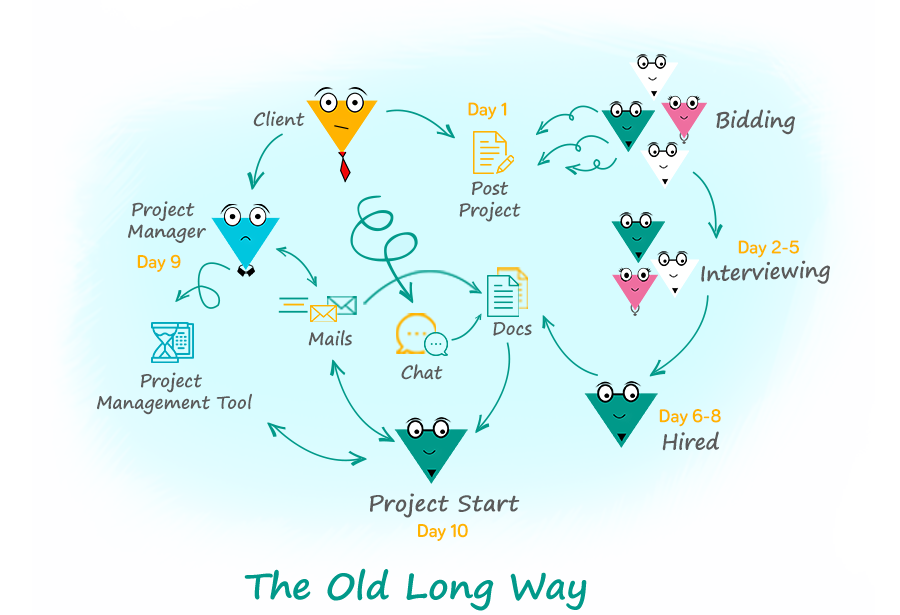 Client
Day 1
Post
Project
Bidding
Day 2-5
Interviewing
Day 6-8
Hired
Project
Manager
Day 9
Mails
Chat
Docs
Project
Management Tool
Project Start
Day 10
The Old Long Way